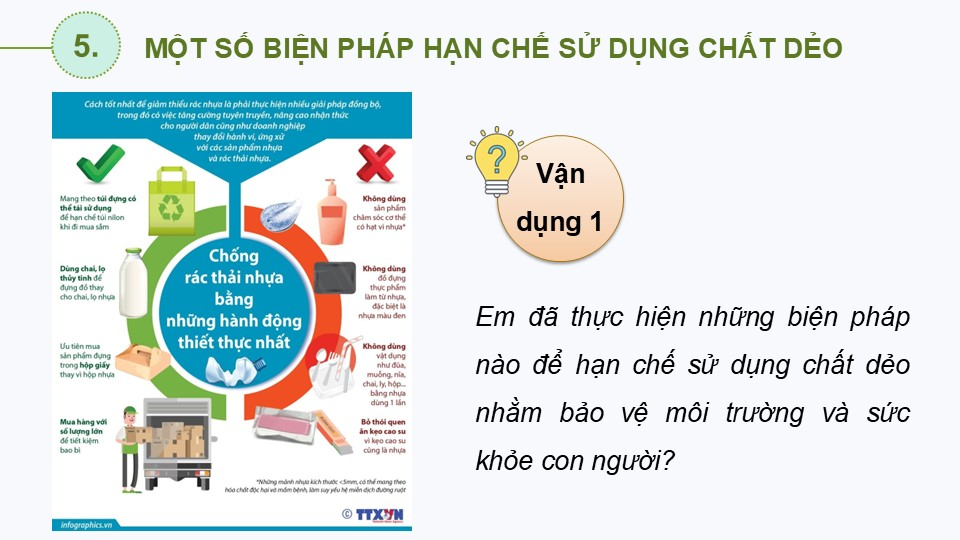 5.
MỘT SỐ BIỆN PHÁP HẠN CHẾ SỬ DỤNG CHẤT DẺO
Cách tốt nhất để giảm thiểu rác nhựa là phải thực hiện nhiều giải pháp đồng bộ,
trong đó có việc tăng cường tuyên truyền, nâng cao nhận thức
cho người dân cũng như doanh nghiệp
thay đổi hành vi, ứng xử
với các sản phẩm nhựa
và rác thải nhựa.
Mang theo túi đựng có
thể tái sử dụng
để hạn chế túi nilon
khi đi mua sắm
Dùng chai, lọ
thủy tinh để
đựng đồ thay
cho chai, lọ nhựa
Ưu tiên mua
sản phẩm đựng
trong hộp giấy
thay vì hộp nhựa
Mua hàng với
số lượng lớn
để tiết kiệm
bao bì
Chống
rác thải nhựa
bằng
những hành động
thiết thực nhất
Không dùng
sản phẩm
chăm sóc cơ thể
có hạt vi nhựa*
Không dùng
đồ đựng
thực phẩm
làm từ nhựa,
đặc biệt là
nhựa màu đen
Không dùng
vật dụng
như đũa,
muỗng, nĩa,
chai, ly, hộp...
bằng nhựa
dùng 1 lần
Bỏ thói quen
ăn kẹo cao su
vì kẹo cao su
cũng là nhựa
*Những mảnh nhựa kích thước <5mm, có thể mang theo
hóa chất độc hại và mầm bệnh, làm suy yếu hệ miễn dịch đường ruột
infographics.vn
© TTXVN
?
Vận
dụng 1
Em đã thực hiện những biện pháp
nào để hạn chế sử dụng chất dẻo
nhằm bảo vệ môi trường và sức
khỏe con người?